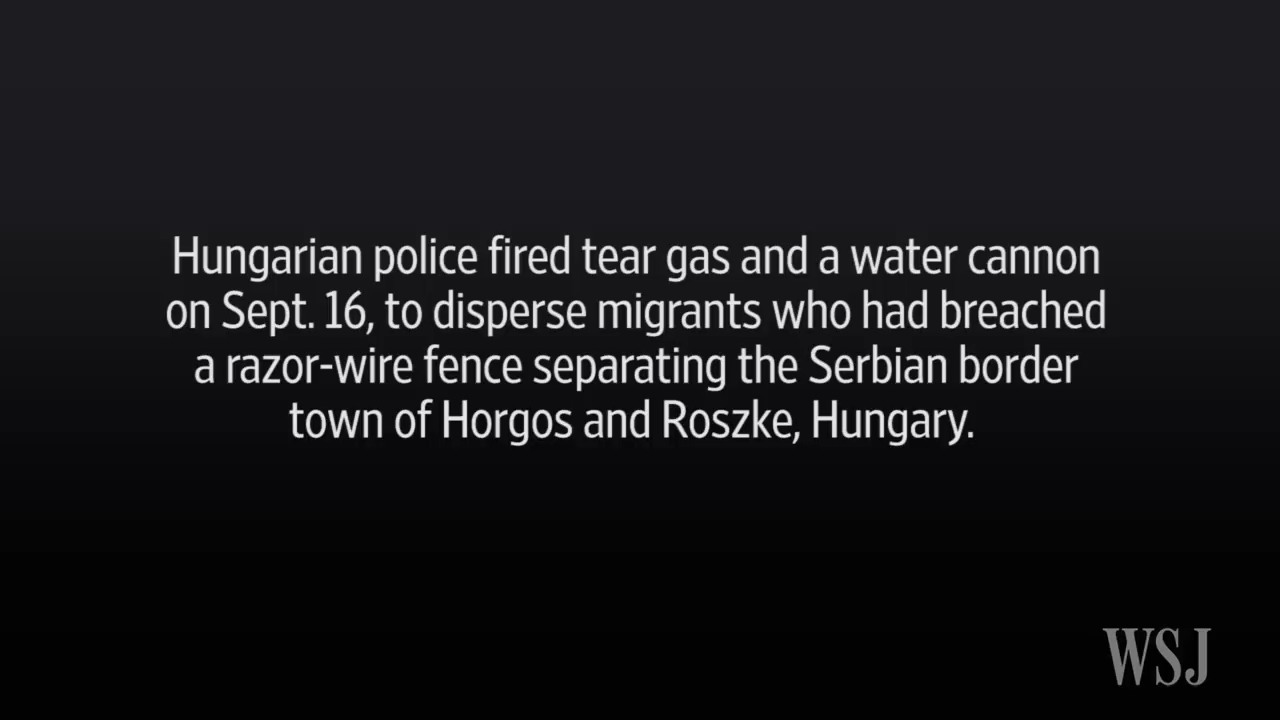 Hungarian police fired tear gas and a water cannon
on Sept. 16, to disperse migrants who had breached
a razor-wire fence separating the Serbian border
town of Horgos and Roszke, Hungary.
WSJ